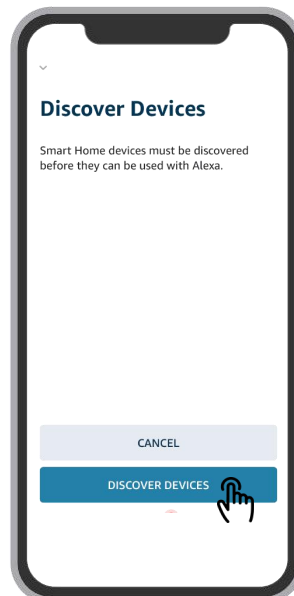 Discover Devices
Smart Home devices must be discovered
before they can be used with Alexa.
CANCEL
DISCOVER DEVICES